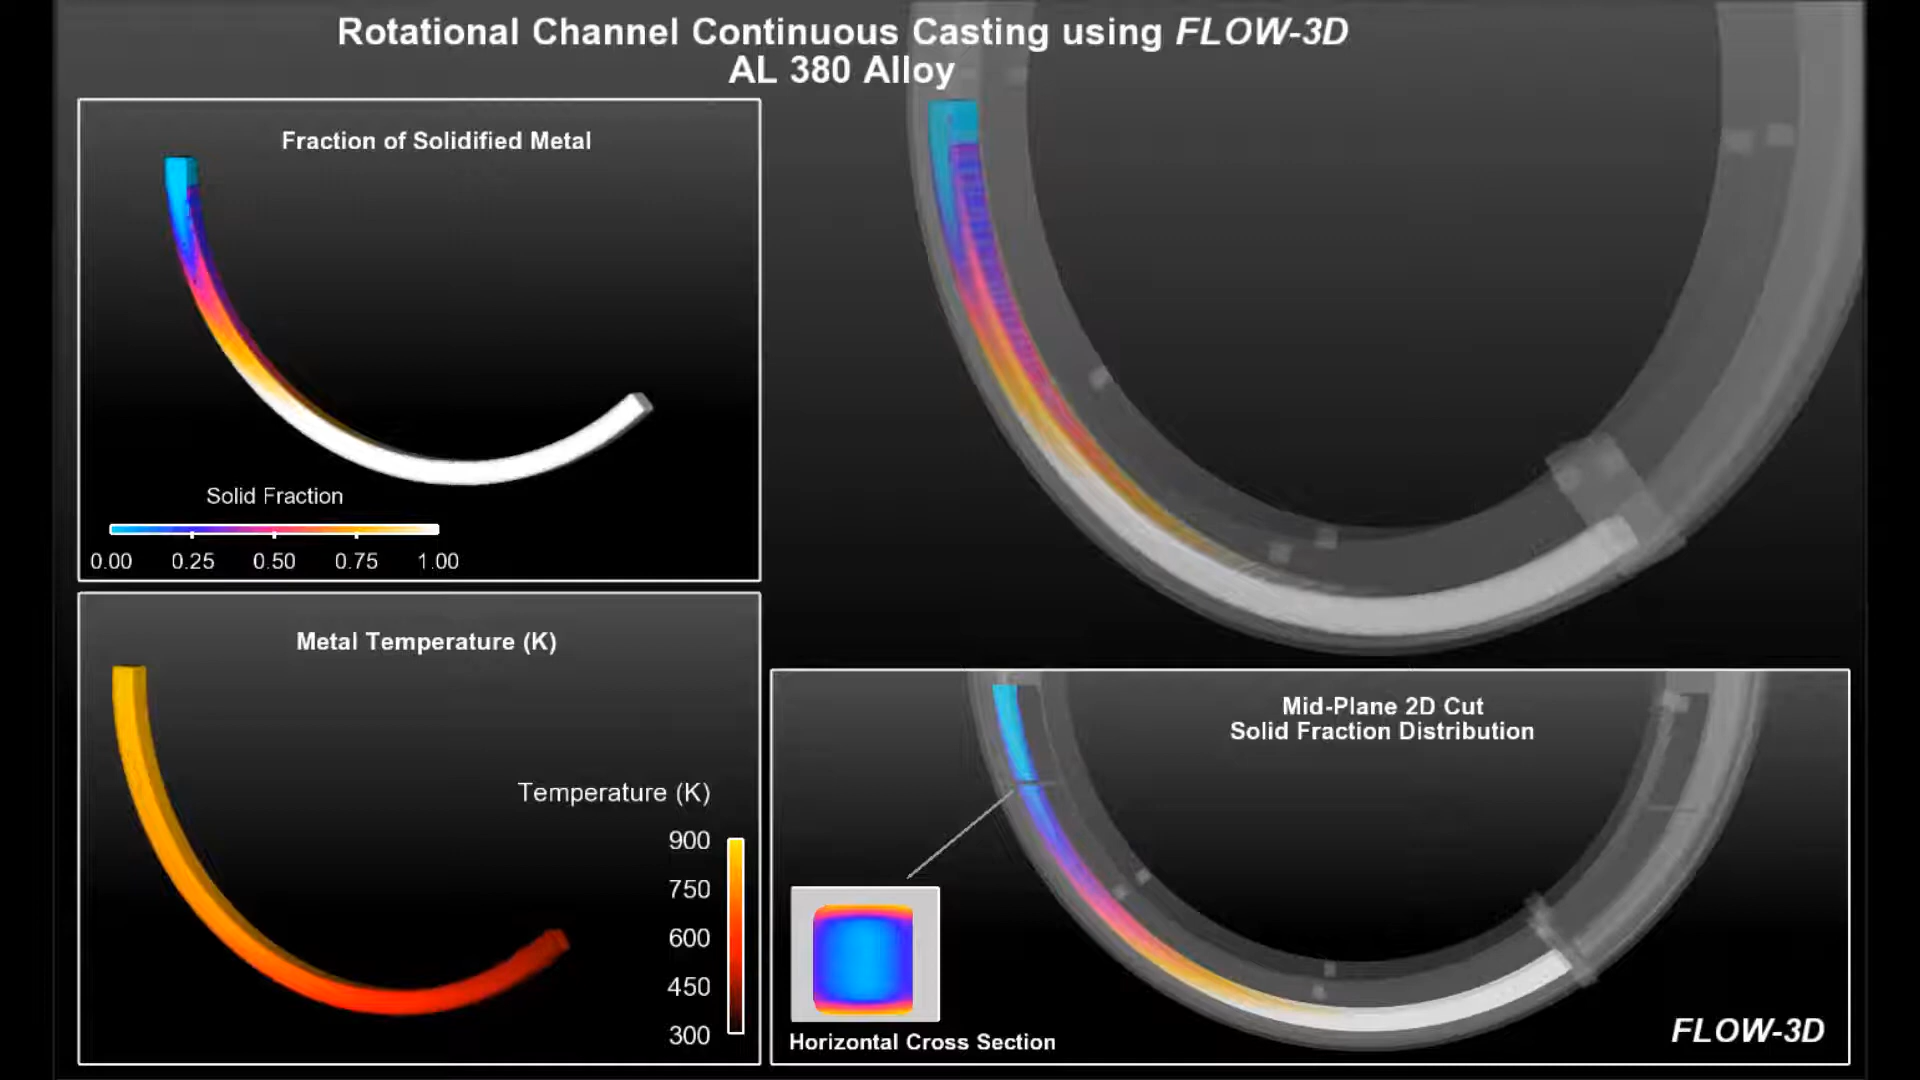 Rotational Channel Continuous Casting using FLOW-3D
AL 380 Alloy
Fraction of Solidified Metal
Solid Fraction
0.00 0.25 0.50 0.75 1.00
Metal Temperature (K)
Temperature (K)
900
750
600
450
300
Mid-Plane 2D Cut
Solid Fraction Distribution
Horizontal Cross Section
FLOW-3D